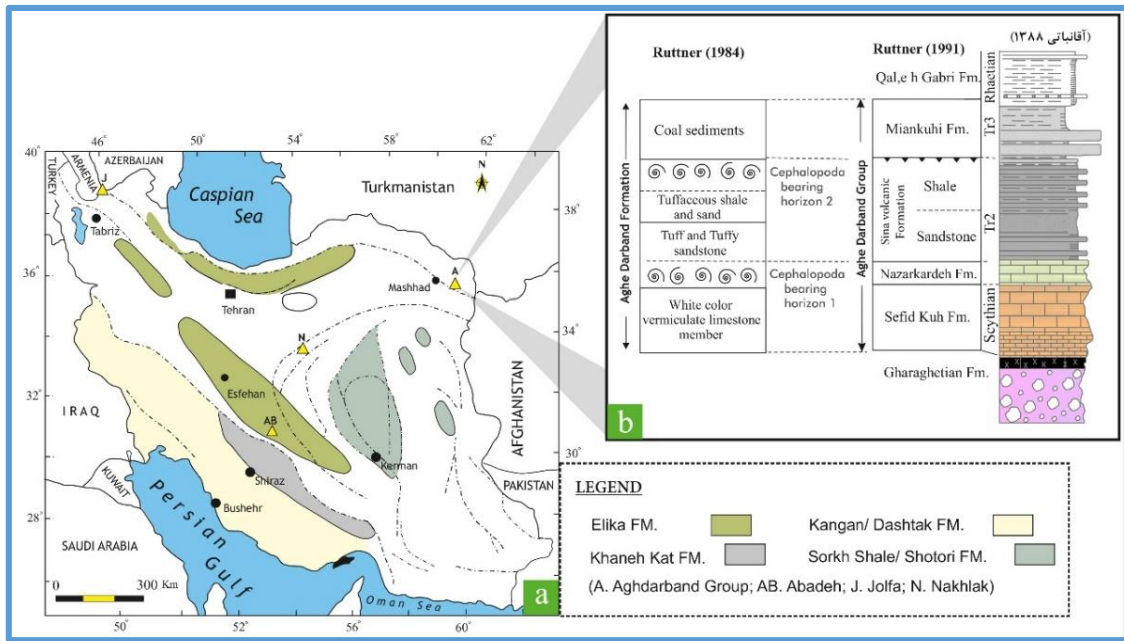 46°
50°
54°
58°
62°
40°
38°
36°
34°
32°
30°
28°
50°
52°
54°
56°
58°
60°
TURKEY
ARMENIA
J
AZERBAIJAN
Caspian
Sea
Turkmanistan
N
Tabriz
Mashhad
A
Tehran
N
Esfehan
IRAQ
AB
AFGHANISTAN
Kerman
Shiraz
KUWAIT
Bushehr
PAKISTAN
Persian
Gulf
SAUDI ARABIA
Oman Sea
0 300 Km
a
Ruttner (1984)
Ruttner (1991)
(آقانباتی ۱۳۸۸)
Aghe Darband Formation
Coal sediments
Tuffaceous shale
and sand
Tuff and Tuffy
sandstone
White color
vermiculate limestone
member
Cephalopoda
bearing
horizon 2
Cephalopoda
bearing
horizon 1
Aghe Darband Group
Qal,e h Gabri Fm.
Miankuhi Fm.
Sina volcanic
Formation
Shale
Sandstone
Nazarkardeh Fm.
Sefid Kuh Fm.
Gharaghetian Fm.
Rhactian
Tr3
Tr2
Scythian
b
LEGEND
Elika FM.
Kangan/ Dashtak FM.
Khaneh Kat FM.
Sorkh Shale/ Shotori FM.
(A. Aghdarband Group; AB. Abadeh; J. Jolfa; N. Nakhlak)